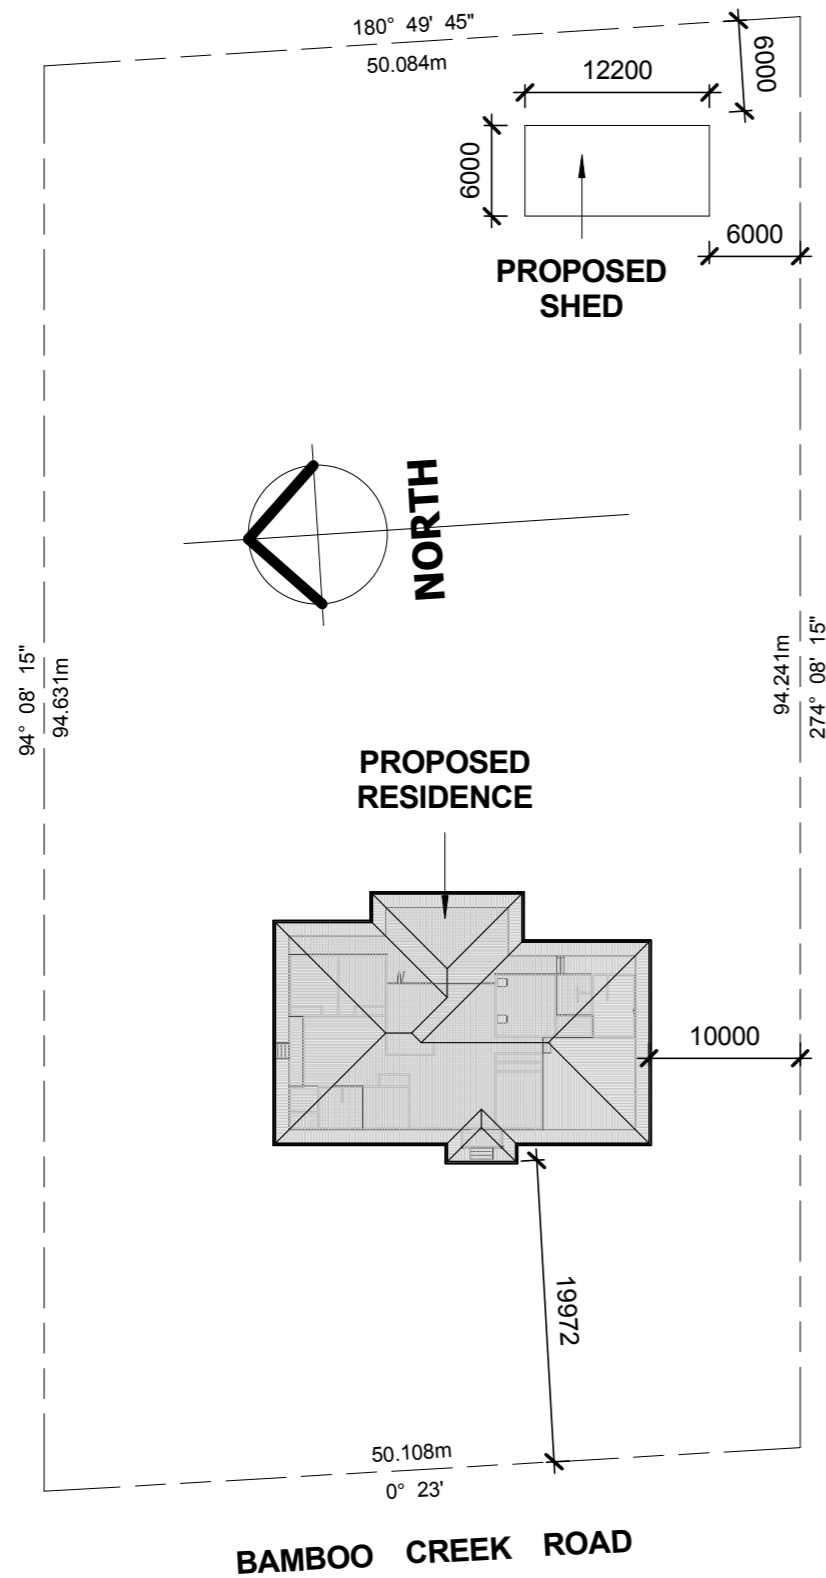 180° 49' 45"
50.084m
12200
6000
6000
6000
PROPOSED
SHED
NORTH
94° 08' 15"
94.631m
94.241m
274° 08' 15"
PROPOSED
RESIDENCE
10000
19972
50.108m
0° 23'
BAMBOO CREEK ROAD